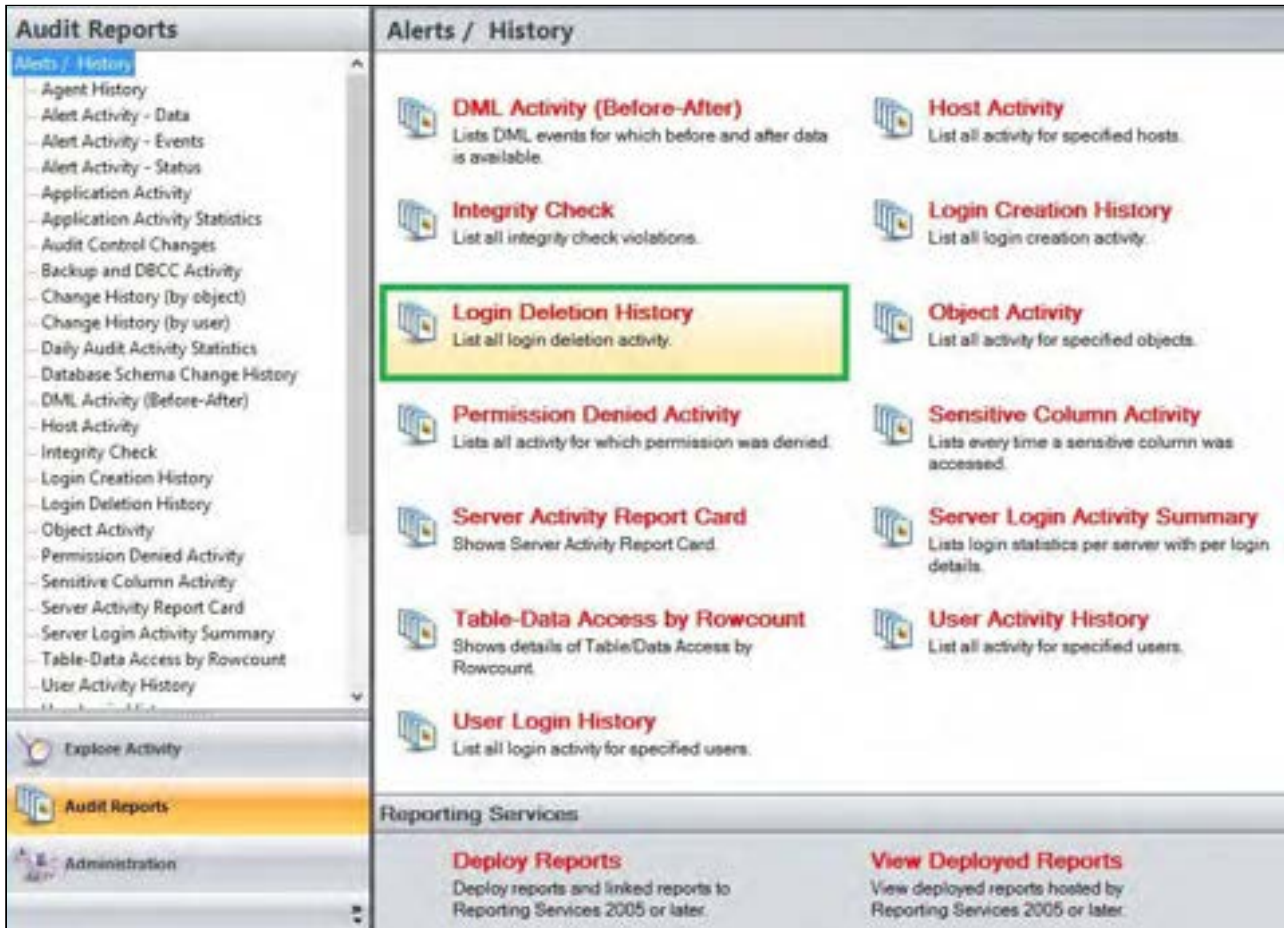 Audit Reports
Alerts / History
Agent History
Alert Activity - Data
Alert Activity - Events
Alert Activity - Status
Application Activity
Application Activity Statistics
Audit Control Changes
Backup and DBCC Activity
Change History (by object)
Change History (by user)
Daily Audit Activity Statistics
Database Schema Change History
DML Activity (Before-After)
Host Activity
Integrity Check
Login Creation History
Login Deletion History
Object Activity
Permission Denied Activity
Sensitive Column Activity
Server Activity Report Card
Server Login Activity Summary
Table-Data Access by Rowcount
User Activity History
Explore Activity
Audit Reports
Administration
Alerts / History
DML Activity (Before-After)
Lists DML events for which before and after data
is available.
Host Activity
List all activity for specified hosts.
Integrity Check
List all integrity check violations.
Login Creation History
List all login creation activity.
Login Deletion History
List all login deletion activity.
Object Activity
List all activity for specified objects.
Permission Denied Activity
Lists all activity for which permission was denied.
Sensitive Column Activity
Lists every time a sensitive column was
accessed.
Server Activity Report Card
Shows Server Activity Report Card.
Server Login Activity Summary
Lists login statistics per server with per login
details.
Table-Data Access by Rowcount
Shows details of Table/Data Access by
Rowcount.
User Activity History
List all activity for specified users.
User Login History
List all login activity for specified users.
Reporting Services
Deploy Reports
Deploy reports and linked reports to
Reporting Services 2005 or later.
View Deployed Reports
View deployed reports hosted by
Reporting Services 2005 or later.